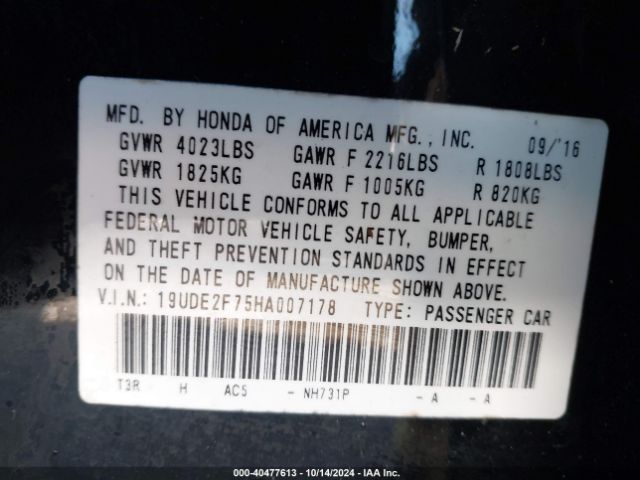 MFD. BY HONDA OF AMERICA MFG., INC. 09/'16
GVWR 4023LBS GAWR F 2216LBS R 1808LBS
GVWR 1825KG GAWR F 1005KG R 820KG
THIS VEHICLE CONFORMS TO ALL APPLICABLE
FEDERAL MOTOR VEHICLE SAFETY, BUMPER,
AND THEFT PREVENTION STANDARDS IN EFFECT
ON THE DATE OF MANUFACTURE SHOWN ABOVE.
V.I.N.: 19UDE2F75HA007178 TYPE: PASSENGER CAR
T3R H AC5 - NH731P - A - A
000-40477613 - 10/14/2024 - IAA Inc.